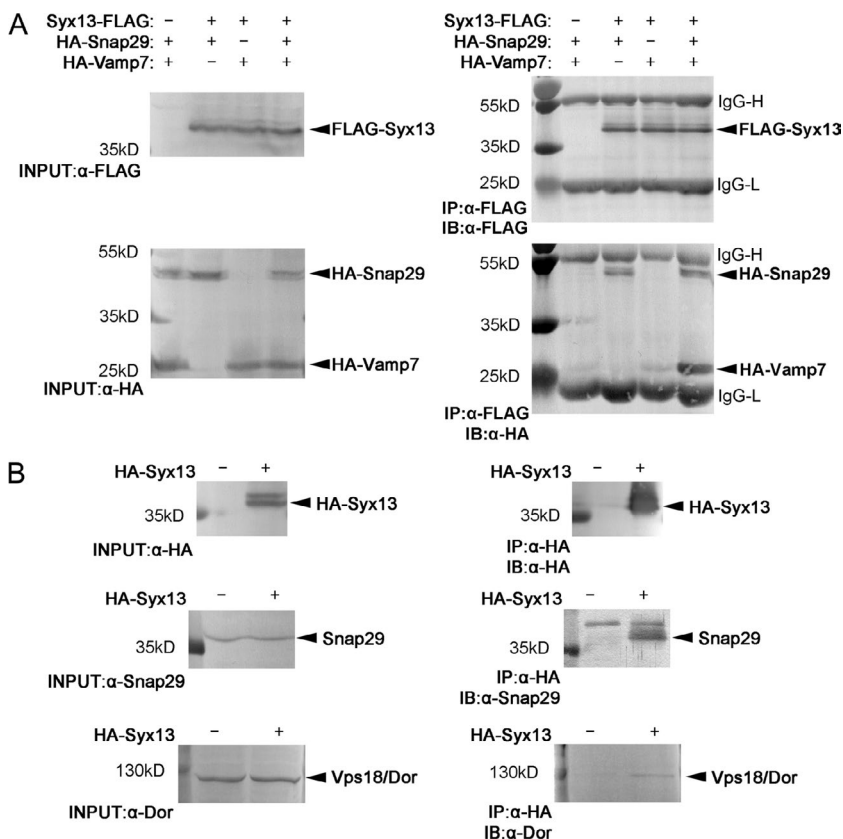 A
Syx13-FLAG: – + + +
HA-Snap29: + + – +
HA-Vamp7: + – + +
35kD
FLAG-Syx13
INPUT:α-FLAG
55kD
HA-Snap29
35kD
25kD
HA-Vamp7
INPUT:α-HA
Syx13-FLAG: – + + +
HA-Snap29: + + – +
HA-Vamp7: + – + +
55kD
IgG-H
FLAG-Syx13
35kD
25kD
IgG-L
IP:α-FLAG
IB:α-FLAG
IgG-H
55kD
HA-Snap29
35kD
HA-Vamp7
25kD
IgG-L
IP:α-FLAG
IB:α-HA
B
HA-Syx13 – +
HA-Syx13
35kD
INPUT:α-HA
HA-Syx13 – +
HA-Syx13
35kD
IP:α-HA
IB:α-HA
HA-Syx13 – +
Snap29
35kD
INPUT:α-Snap29
HA-Syx13 – +
Snap29
35kD
IP:α-HA
IB:α-Snap29
HA-Syx13 – +
130kD
Vps18/Dor
INPUT:α-Dor
HA-Syx13 – +
130kD
Vps18/Dor
IP:α-HA
IB:α-Dor